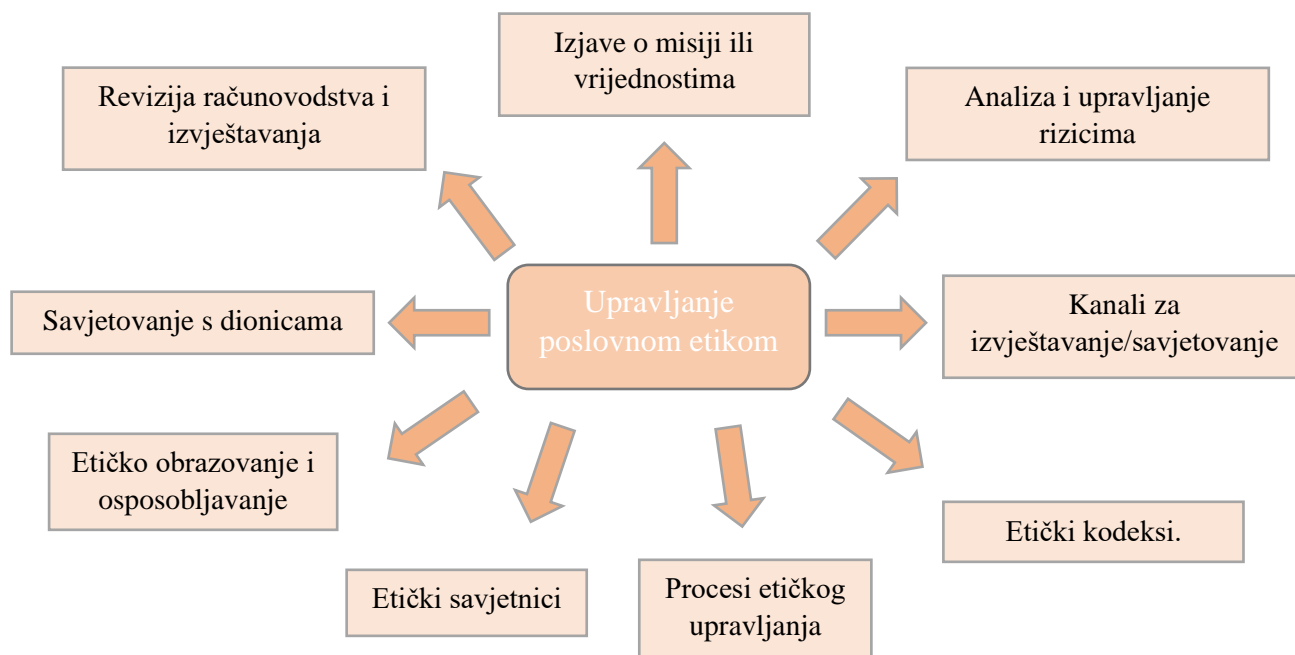 Izjave o misiji ili
vrijednostima
Revizija računovodstva i
izvještavanja
Analiza i upravljanje
rizicima
Savjetovanje s dionicama
Upravljanje
poslovnom etikom
Kanali za
izvještavanje/savjetovanje
Etičko obrazovanje i
osposobljavanje
Etički kodeksi.
Etički savjetnici
Procesi etičkog
upravljanja